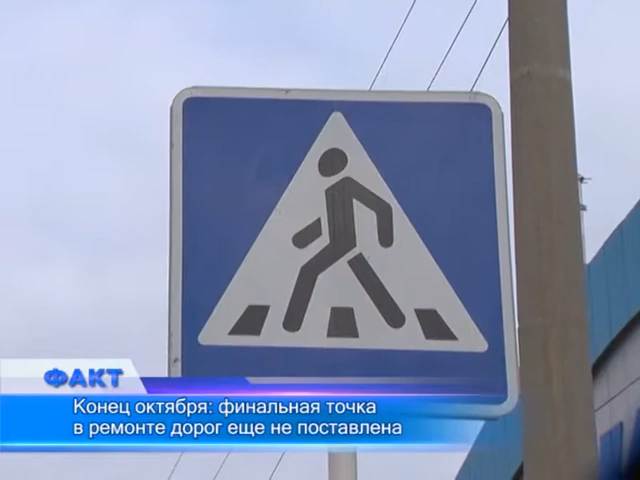 ФАКТ
Конец октября: финальная точка
в ремонте дорог еще не поставлена